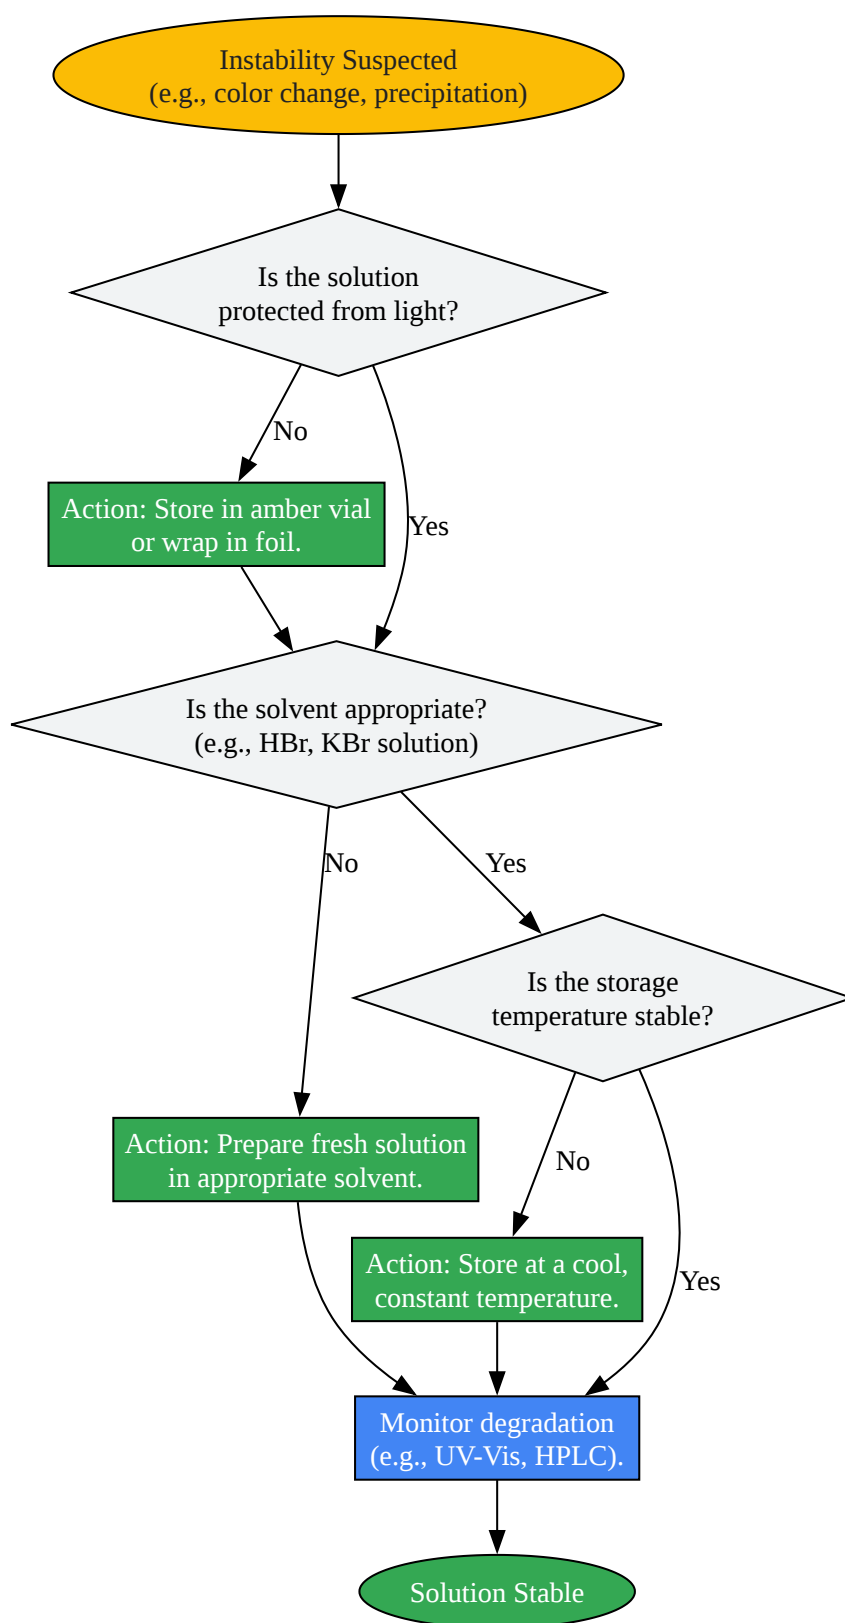 Instability Suspected
(e.g., color change, precipitation)
Is the solution
protected from light?
No
Action: Store in amber vial
or wrap in foil.
Yes
Is the solvent appropriate?
(e.g., HBr, KBr solution)
No
Yes
Is the storage
temperature stable?
Action: Prepare fresh solution
in appropriate solvent.
No
Action: Store at a cool,
constant temperature.
Yes
Monitor degradation
(e.g., UV-Vis, HPLC).
Solution Stable